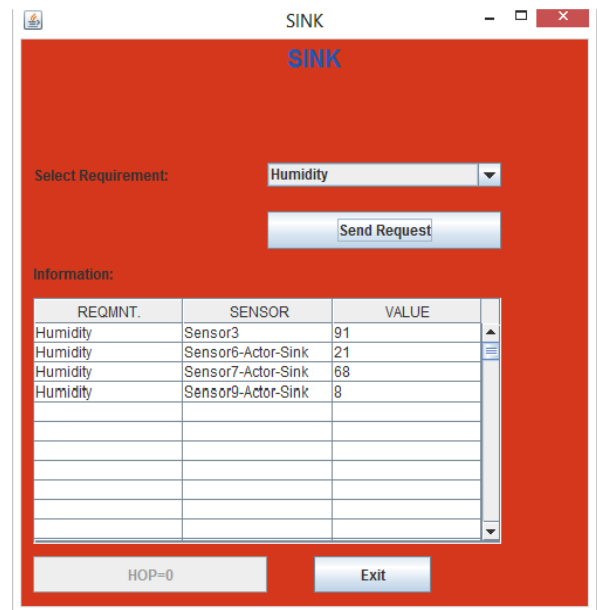 SINK
SINK
Select Requirement: Humidity
Send Request
Information:
REQMNT. SENSOR VALUE
Humidity Sensor3 91
Humidity Sensor6-Actor-Sink 21
Humidity Sensor7-Actor-Sink 68
Humidity Sensor9-Actor-Sink 8
HOP=0 Exit